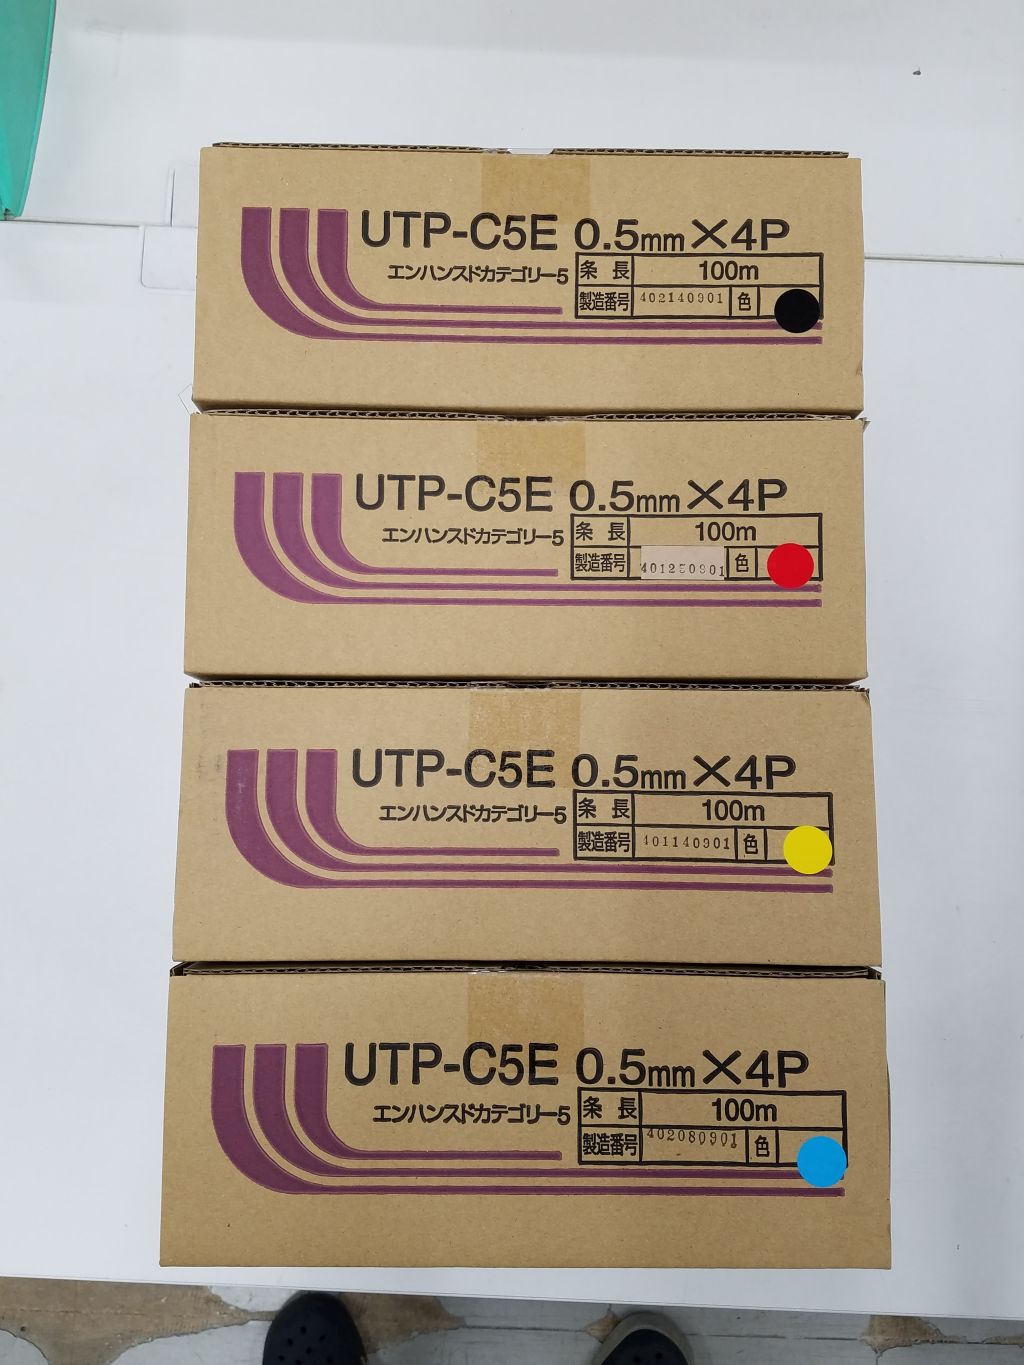 UTP-C5E 0.5mm×4P
エンハンスドカテゴリー5
条 長 100m
製造番号 402140901 色
UTP-C5E 0.5mm×4P
エンハンスドカテゴリー5
条 長 100m
製造番号 401250901 色
UTP-C5E 0.5mm×4P
エンハンスドカテゴリー5
条 長 100m
製造番号 401140901 色
UTP-C5E 0.5mm×4P
エンハンスドカテゴリー5
条 長 100m
製造番号 402080901 色